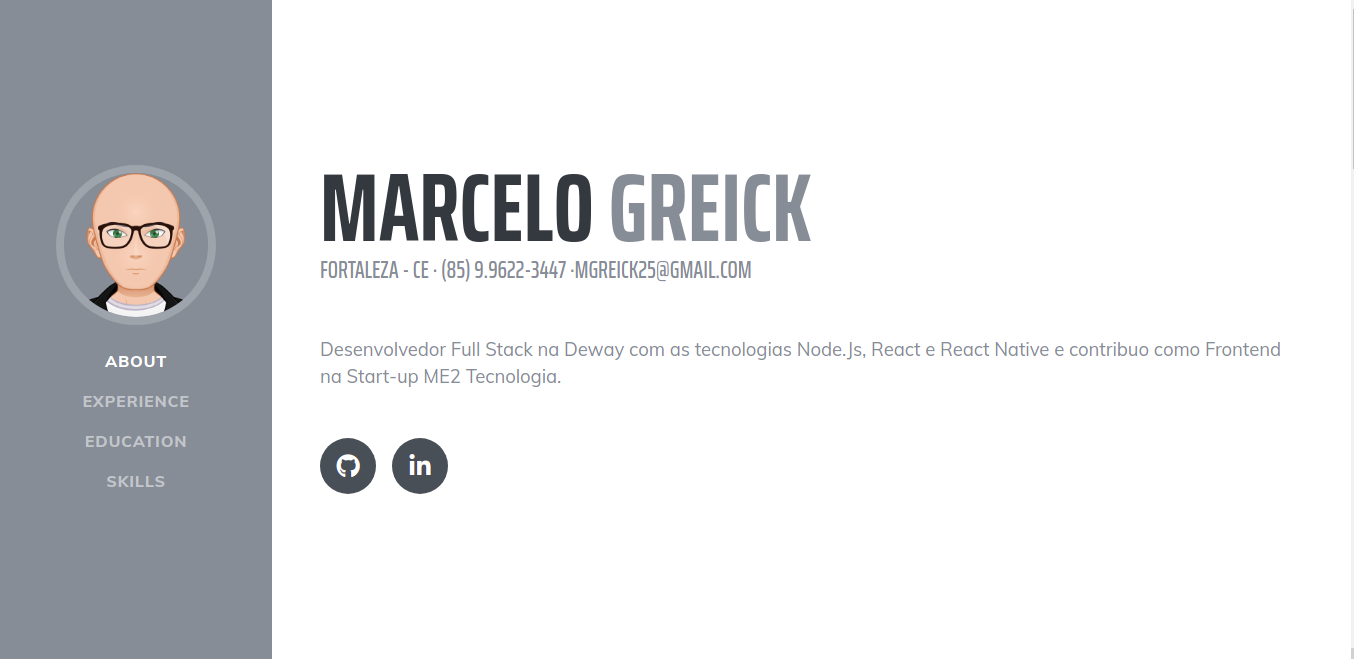 ABOUT
EXPERIENCE
EDUCATION
SKILLS
MARCELO GREICK
FORTALEZA - CE · (85) 9.9622-3447 ·MGREICK25@GMAIL.COM
Desenvolvedor Full Stack na Deway com as tecnologias Node.Js, React e React Native e contribuo como Frontend
na Start-up ME2 Tecnologia.
in